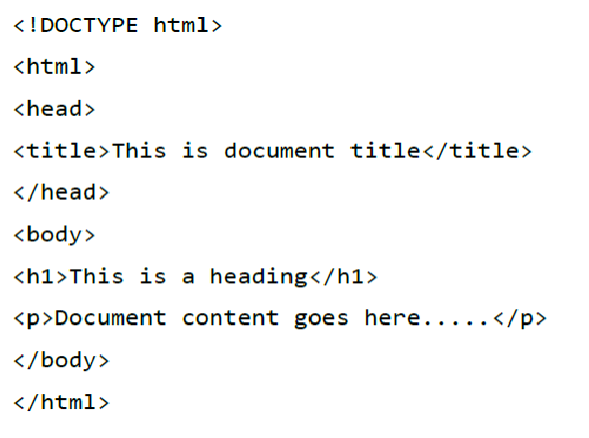 <!DOCTYPE html>
<html>
<head>
<title>This is document title</title>
</head>
<body>
<h1>This is a heading</h1>
<p>Document content goes here.....</p>
</body>
</html>